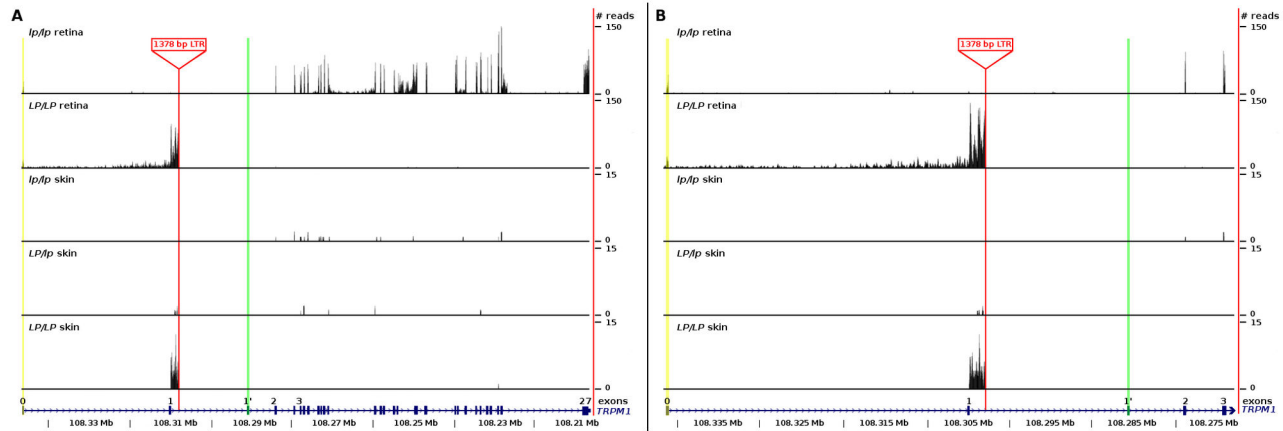 A
# reads
lp/lp retina
150
1378 bp LTR
0
LP/LP retina
150
0
lp/lp skin
15
0
LP/lp skin
15
0
LP/LP skin
15
0
0 1 1' 2 3 27 exons
TRPM1
108.33 Mb 108.31 Mb 108.29 Mb 108.27 Mb 108.25 Mb 108.23 Mb 108.21 Mb
B
# reads
lp/lp retina
150
1378 bp LTR
0
LP/LP retina
150
0
lp/lp skin
15
0
LP/lp skin
15
0
LP/LP skin
15
0
0 1 1' 2 3 exons
TRPM1
108.335 Mb 108.325 Mb 108.315 Mb 108.305 Mb 108.295 Mb 108.285 Mb 108.275 Mb